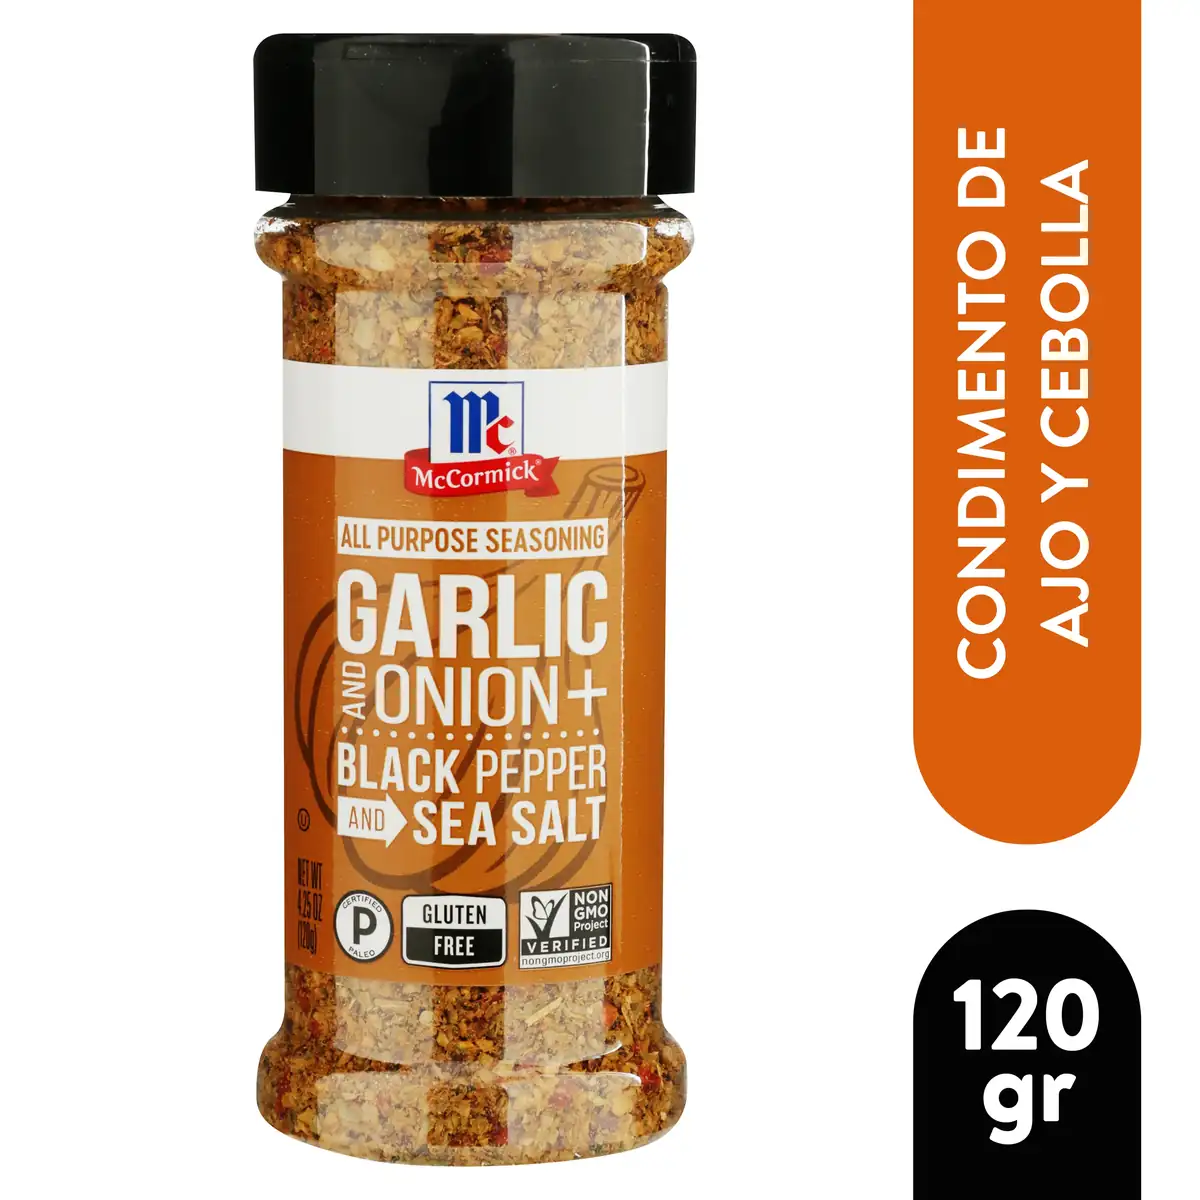 Mc®
McCormick®
ALL PURPOSE SEASONING
GARLIC
AND ONION +
BLACK PEPPER
AND SEA SALT
U
NET WT
4.25 OZ
(120g)
CERTIFIED
P
PALEO
GLUTEN
FREE
NON
GMO
Project
VERIFIED
nongmoproject.org
CONDIMENTO DE
AJO Y CEBOLLA
120
gr